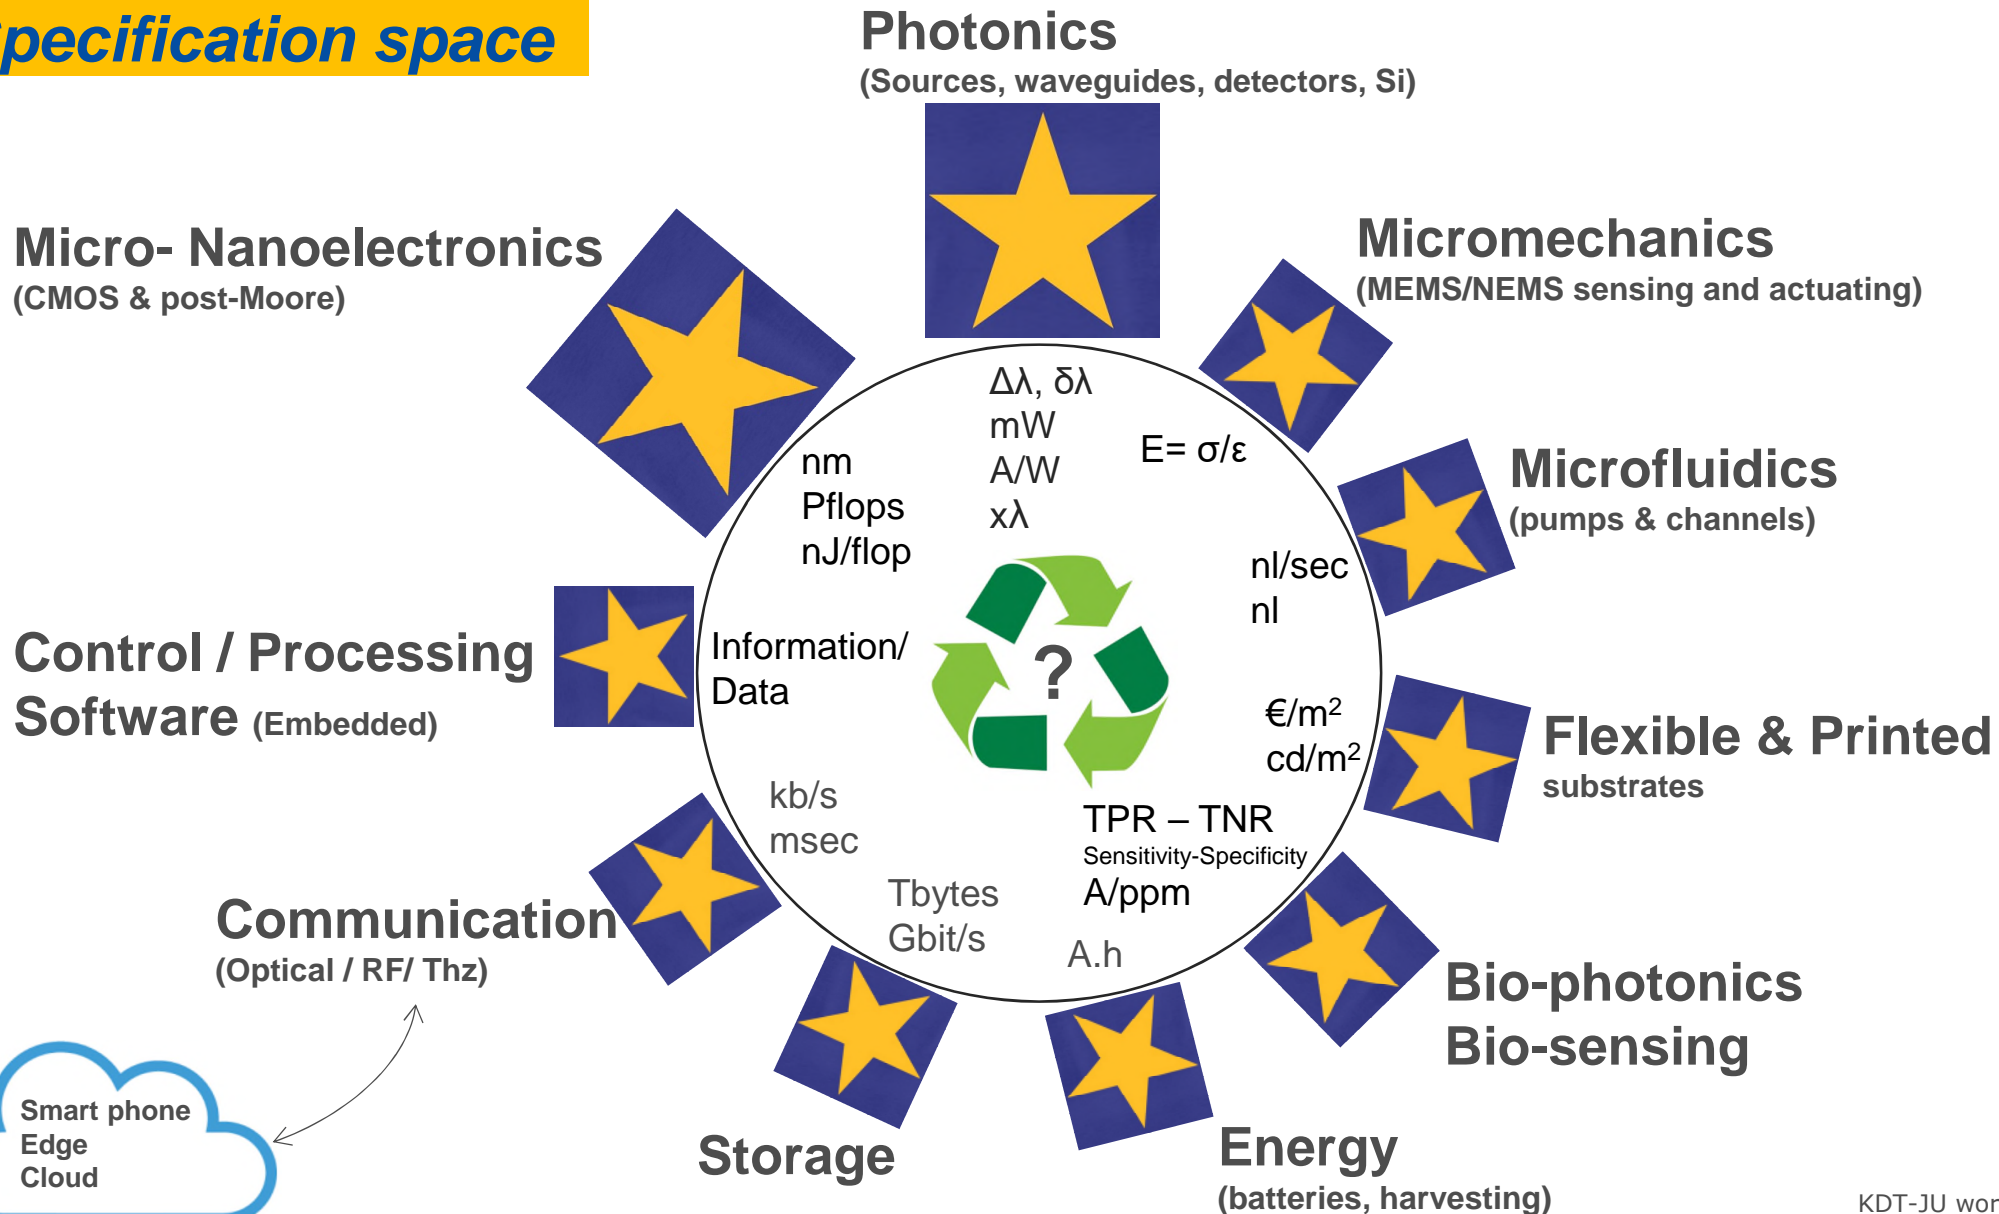 pecification space
Photonics
(Sources, waveguides, detectors, Si)
Micro- Nanoelectronics
(CMOS & post-Moore)
Micromechanics
(MEMS/NEMS sensing and actuating)
Microfluidics
(pumps & channels)
Control / Processing
Software (Embedded)
Flexible & Printed
substrates
Communication
(Optical / RF/ Thz)
Bio-photonics
Bio-sensing
Storage
Energy
(batteries, harvesting)
Smart phone
Edge
Cloud
Δλ, δλ
mW
A/W
xλ
E= σ/ε
nm
Pflops
nJ/flop
nl/sec
nl
Information/
Data
?
€/m²
cd/m²
kb/s
msec
TPR – TNR
Sensitivity-Specificity
A/ppm
Tbytes
Gbit/s
A.h
KDT-JU wor